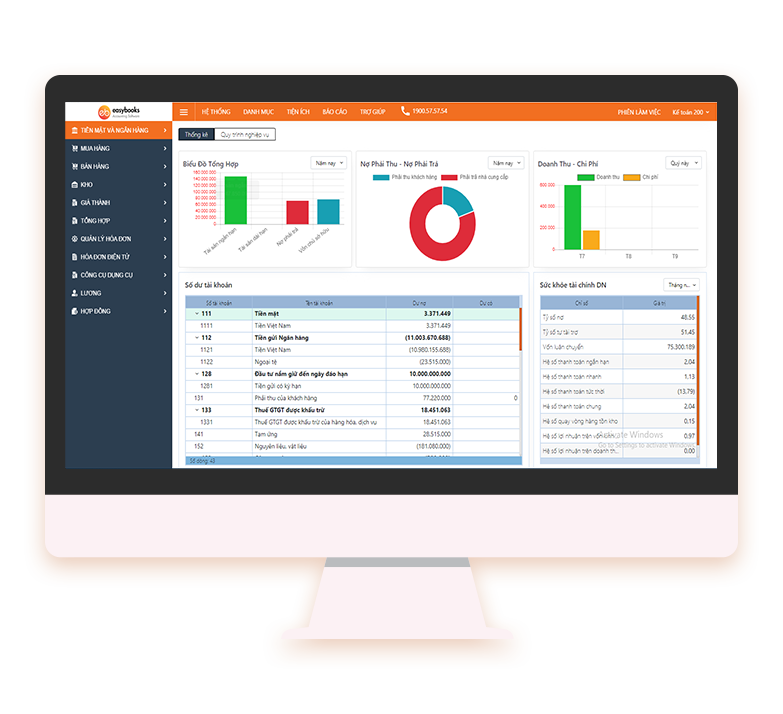 easybooks
Accounting Software
HỆ THỐNG DANH MỤC TIỆN ÍCH BÁO CÁO TRỢ GIÚP 1900.57.57.54 PHIÊN LÀM VIỆC Kế toán 200
TIỀN MẶT VÀ NGÂN HÀNG
MUA HÀNG
BÁN HÀNG
KHO
GIÁ THÀNH
TỔNG HỢP
QUẢN LÝ HÓA ĐƠN
HÓA ĐƠN ĐIỆN TỬ
CÔNG CỤ DỤNG CỤ
LƯƠNG
HỢP ĐỒNG
Thống kê Quy trình nghiệp vụ
Biểu Đồ Tổng Hợp Năm nay
160.000.000
140.000.000
120.000.000
100.000.000
80.000.000
60.000.000
40.000.000
20.000.000
0
Tài sản ngắn hạn Tài sản dài hạn Nợ phải trả Vốn chủ sở hữu
Nợ Phải Thu - Nợ Phải Trả Năm nay
Phải thu khách hàng Phải trả nhà cung cấp
Doanh Thu - Chi Phí Quý này
Doanh thu Chi phí
600.000
400.000
200.000
0
T7 T8 T9
Số dư tài khoản
Số tài khoản Tên tài khoản Dư nợ Dư có
111 Tiền mặt 3.371.449
1111 Tiền Việt Nam 3.371.449
112 Tiền gửi Ngân hàng (11.003.670.688)
1121 Tiền Việt Nam (10.980.155.688)
1122 Ngoại tệ (23.515.000)
128 Đầu tư nắm giữ đến ngày đáo hạn 10.000.000.000
1281 Tiền gửi có kỳ hạn 10.000.000.000
131 Phải thu của khách hàng 77.220.000 0
133 Thuế GTGT được khấu trừ 18.451.063
1331 Thuế GTGT được khấu trừ của hàng hóa, dịch vụ 18.451.063
141 Tạm ứng 28.515.000
152 Nguyên liệu, vật liệu (181.080.000)
Số dòng: 43
Sức khỏe tài chính DN Tháng n...
Chỉ số Giá trị
Tỷ số nợ 48.55
Tỷ số tự tài trợ 51.45
Vốn luân chuyển 75.300.189
Hệ số thanh toán ngắn hạn 2.04
Hệ số thanh toán nhanh 1.13
Hệ số thanh toán tức thời (13.79)
Hệ số thanh toán chung 2.04
Hệ số quay vòng hàng tồn kho 0.15
Hệ số lợi nhuận trên vốn 0.97
Hệ số lợi nhuận trên doanh th... 0.00
Activate Windows
Go to Settings to activate Windows.